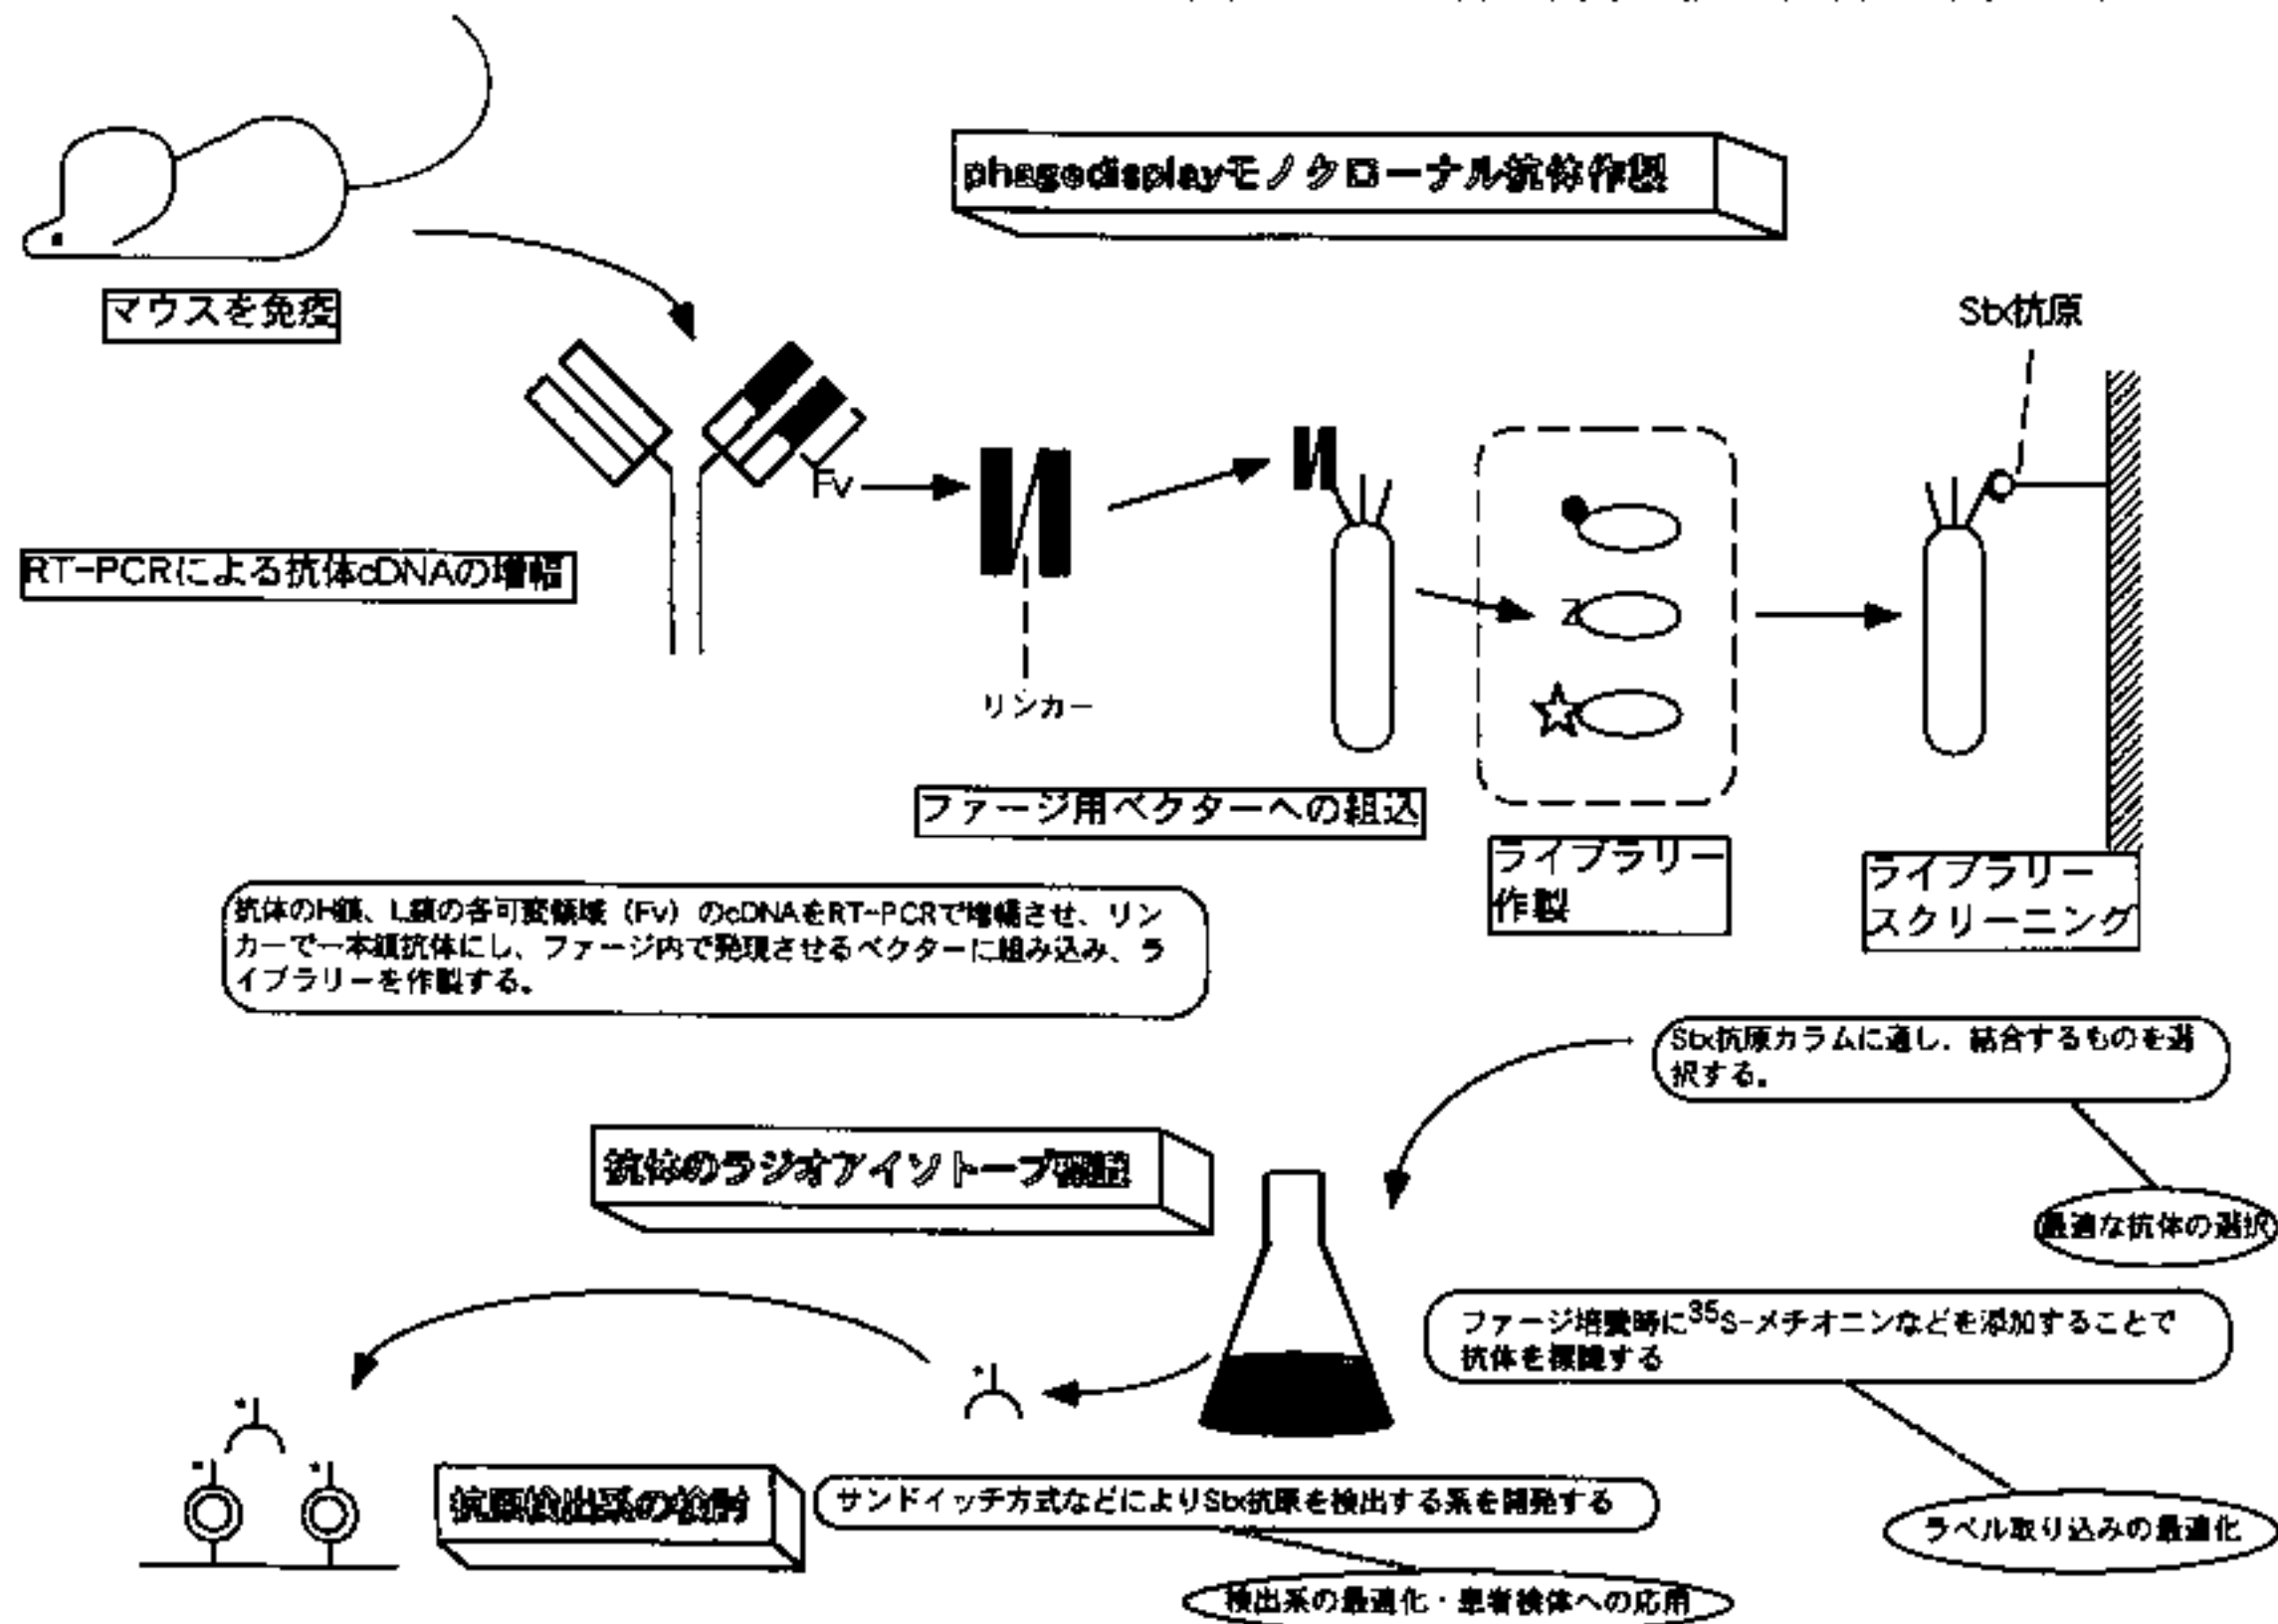 phagedisplayモノクローナル抗体作製
マウスを免疫
Stx抗原
Fv
RT-PCRによる抗体cDNAの増幅
リンカー
Z
ファージ用ベクターへの組込
ライブラリー
作製
ライブラリー
スクリーニング
抗体のH鎖、L鎖の各可変領域（Fv）のcDNAをRT-PCRで増幅させ、リン
カーで一本鎖抗体にし、ファージ内で発現させるベクターに組み込み、ラ
イブラリーを作製する。
Stx抗原カラムに通し、結合するものを選
択する。
抗体のラジオアイソトープ標識
最適な抗体の選択
ファージ培養時に35S-メチオニンなどを添加することで
抗体を標識する
抗原検出系の検討
サンドイッチ方式などによりStx抗原を検出する系を開発する
ラベル取り込みの最適化
検出系の最適化・患者検体への応用